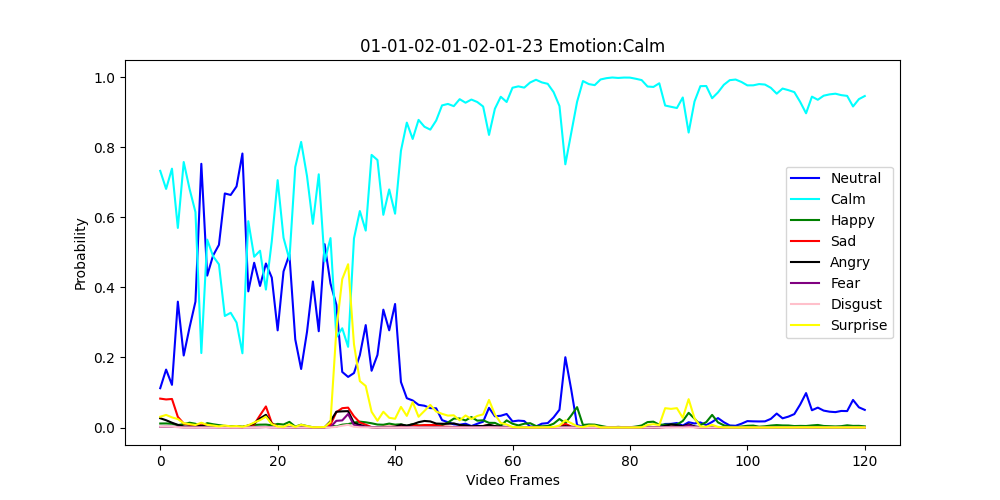 01-01-02-01-02-01-23 Emotion:Calm
Probability
1.0
0.8
0.6
0.4
0.2
0.0
Neutral
Calm
Happy
Sad
Angry
Fear
Disgust
Surprise
0 20 40 60 80 100 120
Video Frames